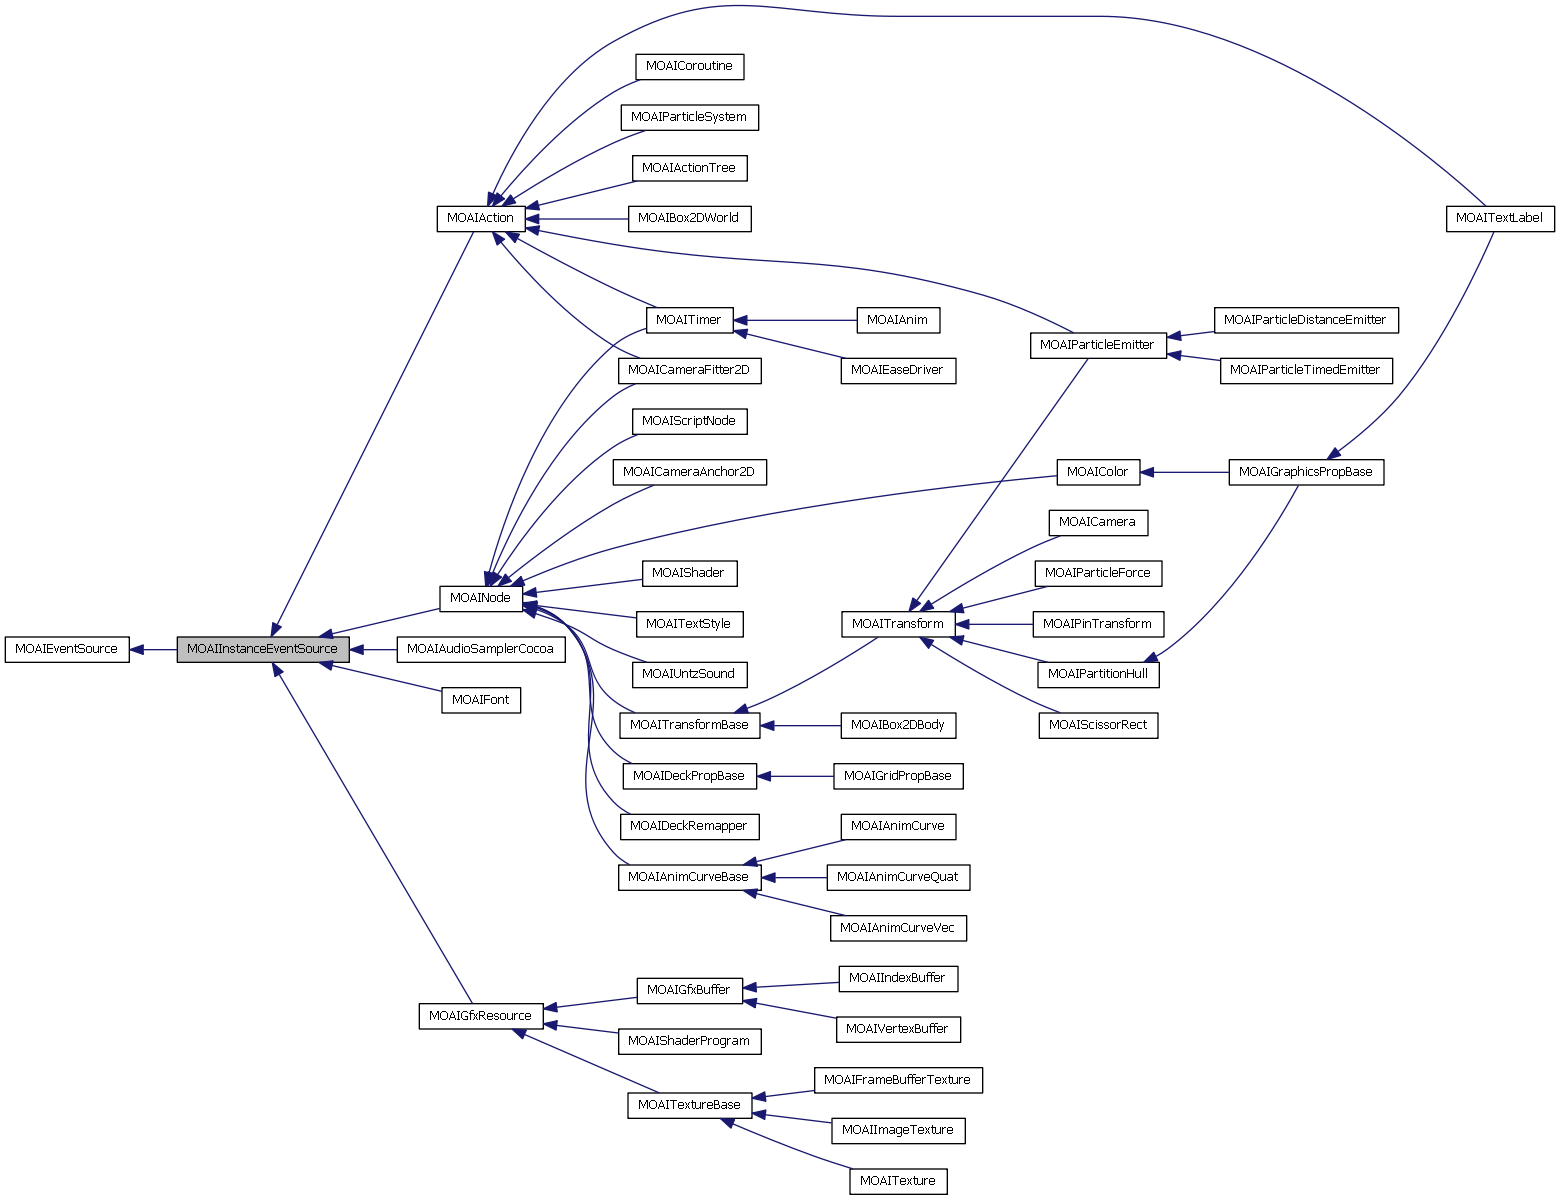 MOAICoroutine
MOAIParticleSystem
MOAIActionTree
MOAIAction
MOAIBox2DWorld
MOAITextLabel
MOAITimer
MOAIAnim
MOAIParticleDistanceEmitter
MOAIParticleEmitter
MOAICameraFitter2D
MOAIEaseDriver
MOAIParticleTimedEmitter
MOAIScriptNode
MOAICameraAnchor2D
MOAIColor
MOAIGraphicsPropBase
MOAICamera
MOAIShader
MOAIParticleForce
MOAINode
MOAITextStyle
MOAITransform
MOAIPinTransform
MOAIEventSource
MOAIInstanceEventSource
MOAIAudioSamplerCocoa
MOAIUntzSound
MOAIPartitionHull
MOAIFont
MOAITransformBase
MOAIBox2DBody
MOAIScissorRect
MOAIDeckPropBase
MOAIGridPropBase
MOAIDeckRemapper
MOAIAnimCurve
MOAIAnimCurveBase
MOAIAnimCurveQuat
MOAIAnimCurveVec
MOAIIndexBuffer
MOAIGfxBuffer
MOAIGfxResource
MOAIVertexBuffer
MOAIShaderProgram
MOAIFrameBufferTexture
MOAITextureBase
MOAIImageTexture
MOAITexture